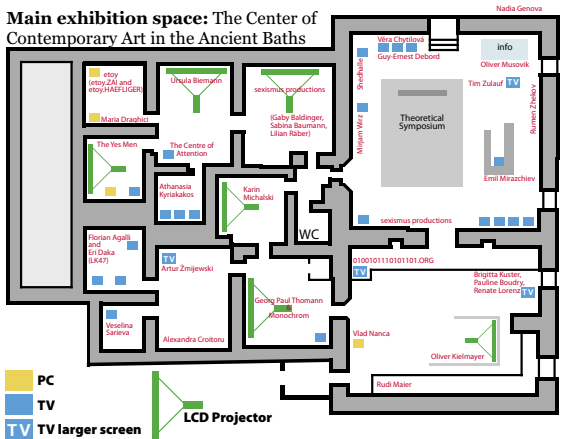 Main exhibition space: The Center of
Contemporary Art in the Ancient Baths
Nadia Genova
etoy
(etoy.ZAI and
etoy.HAEFLIGER)
Maria Draghici
Ursula Biemann
sexismus productions
(Gaby Baldinger,
Sabina Baumann,
Lilian Räber)
Shedhalle
Věra Chytilová
Guy-Ernest Debord
info
Oliver Musovik
Tim Zulauf
TV
Rumen Zhekov
Mirjam Wirz
Theoretical
Symposium
Emil Mirazchiev
The Yes Men
The Centre of
Attention
Athanasia
Kyriakakos
Karin
Michalski
sexismus productions
WC
Florian Agalli
and
Eri Daka
(LK47)
TV
Artur Žmijewski
0100101110101101.ORG
TV
Brigitta Kuster,
Pauline Boudry,
Renate Lorenz
TV
Georg Paul Thomann
&
Monochrom
Veselina
Sarieva
Alexandra Croitoru
Vlad Nanca
Oliver Kielmayer
Rudi Maier
PC
TV
TV TV larger screen
LCD Projector